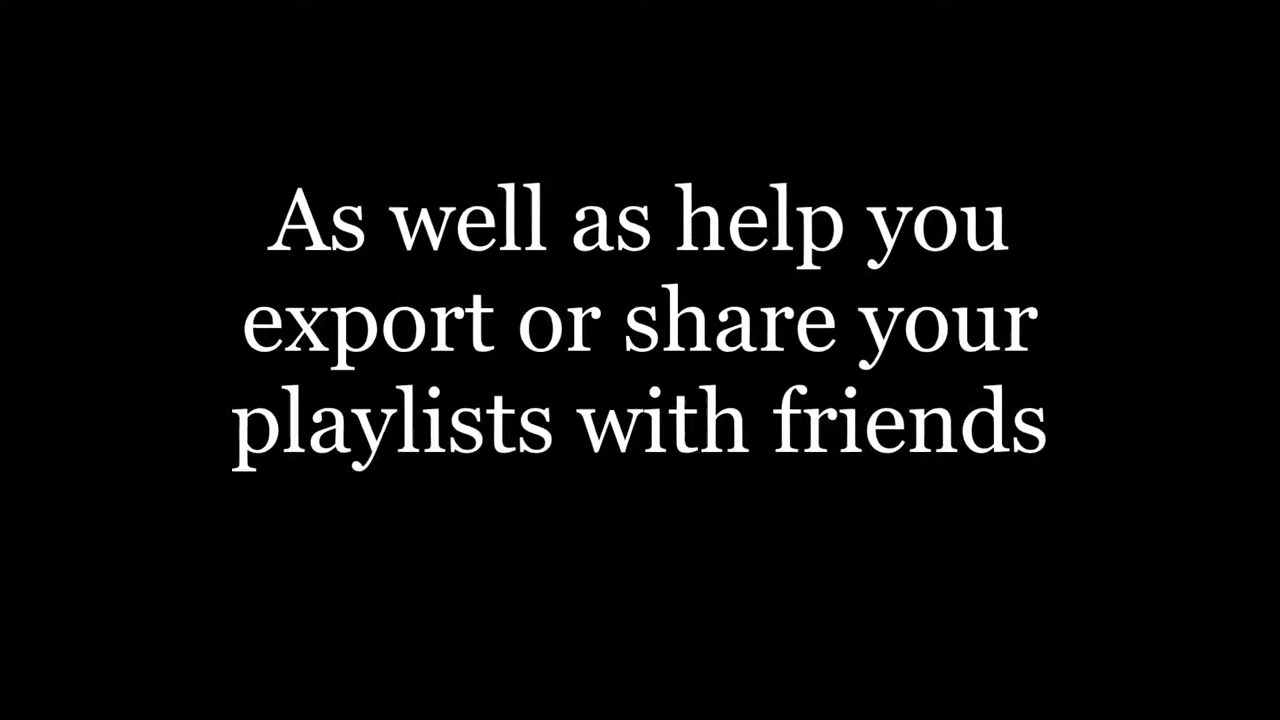 As well as help you
export or share your
playlists with friends